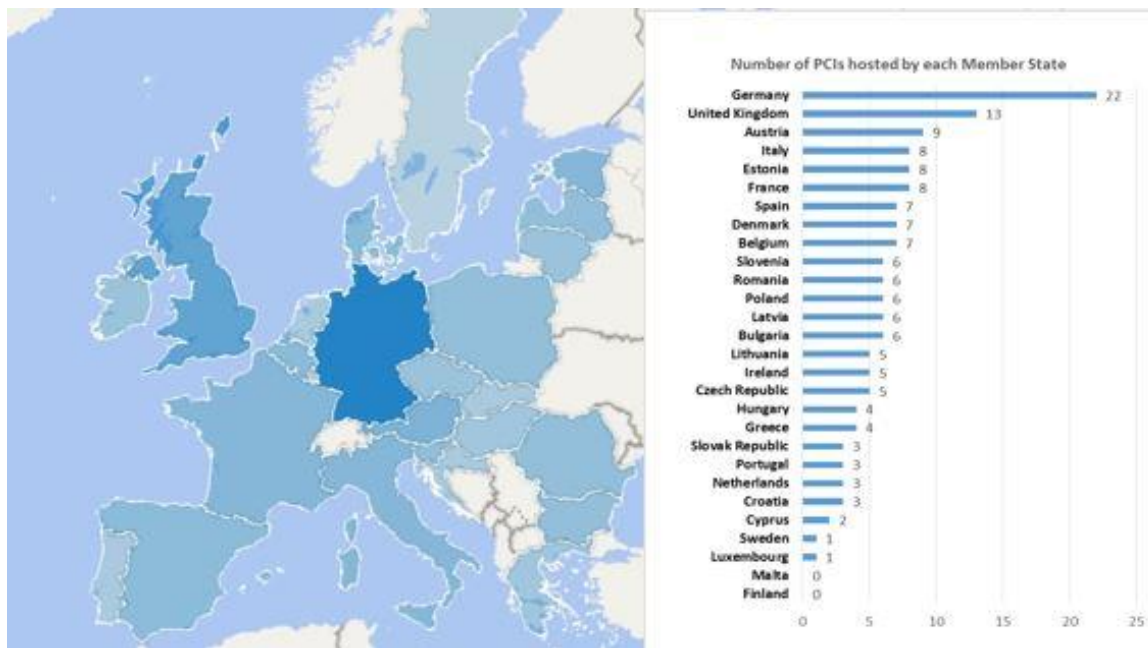 Number of PCIs hosted by each Member State
Germany 22
United Kingdom 13
Austria 9
Italy 8
Estonia 8
France 8
Spain 7
Denmark 7
Belgium 7
Slovenia 6
Romania 6
Poland 6
Latvia 6
Bulgaria 6
Lithuania 5
Ireland 5
Czech Republic 5
Hungary 4
Greece 4
Slovak Republic 3
Portugal 3
Netherlands 3
Croatia 3
Cyprus 2
Sweden 1
Luxembourg 1
Malta 0
Finland 0
0 5 10 15 20 25